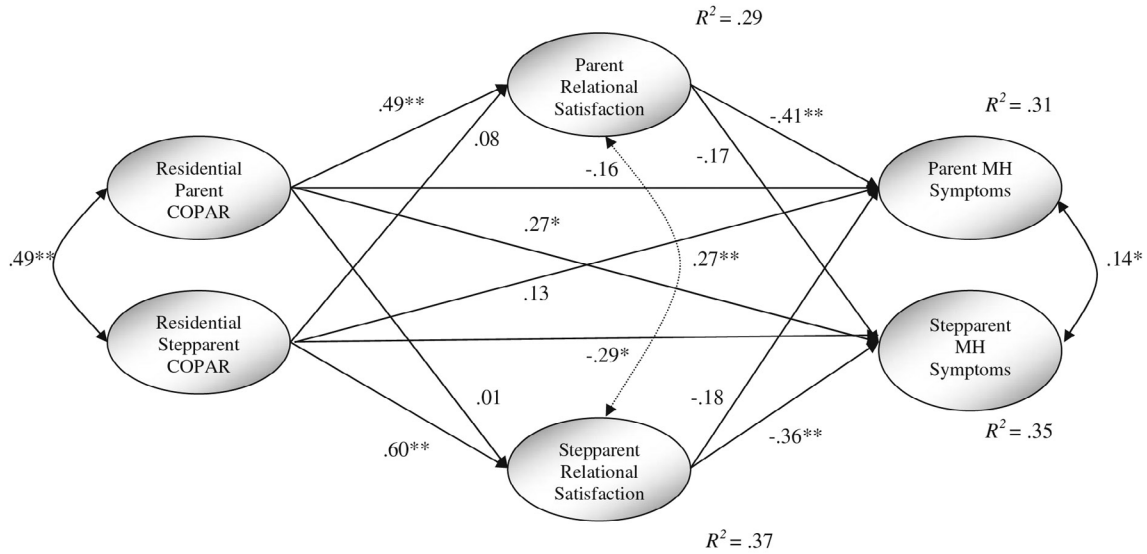 R² = .29
Parent
Relational
Satisfaction
.49**
-.41**
R² = .31
.08
-.17
Residential
Parent
COPAR
-.16
Parent MH
Symptoms
.27*
.49**
.27**
.14*
.13
Residential
Stepparent
COPAR
-.29*
Stepparent
MH
Symptoms
.01
-.18
.60**
-.36**
R² = .35
Stepparent
Relational
Satisfaction
R² = .37